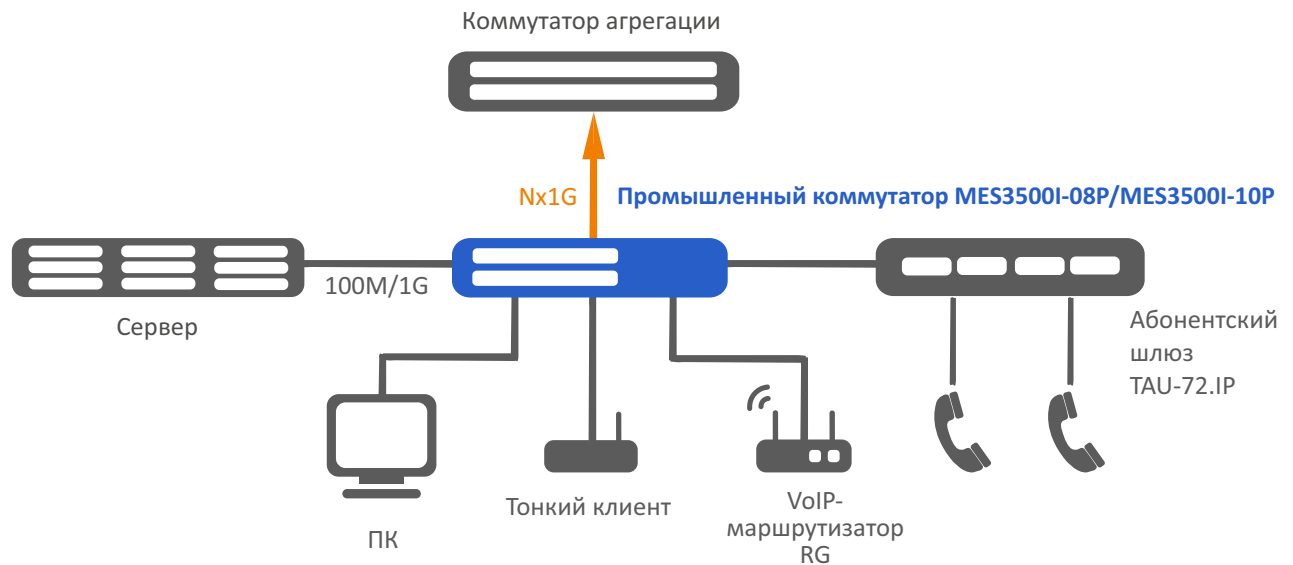 Коммутатор агрегации
Nx1G
Промышленный коммутатор MES3500I-08P/MES3500I-10P
100M/1G
Сервер
Абонентский
шлюз
TAU-72.IP
ПК
Тонкий клиент
VoIP-
маршрутизатор
RG